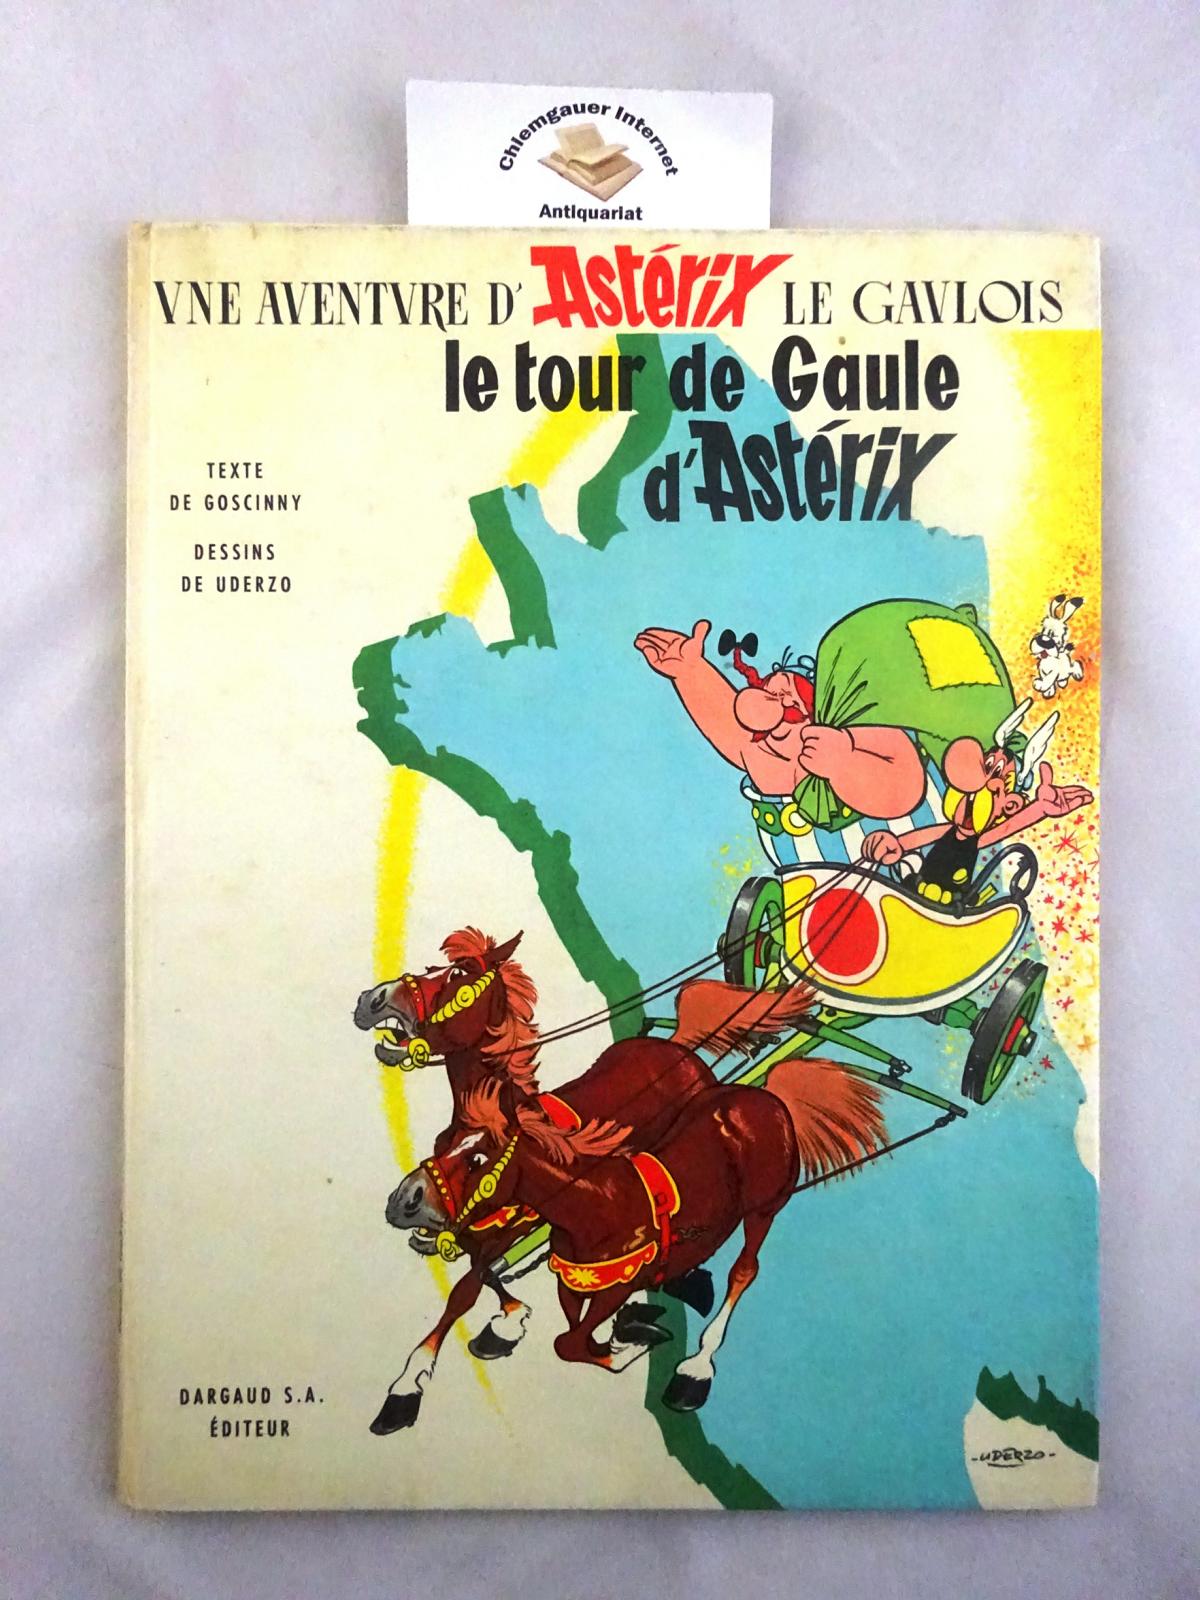 Chiemgauer Internet
Antiquariat
VNE AVENTVRE D' Astérix LE GAVLOIS
le tour de Gaule
d'Astérix
TEXTE
DE GOSCINNY
DESSINS
DE UDERZO
DARGAUD S.A.
ÉDITEUR
-UDERZO-